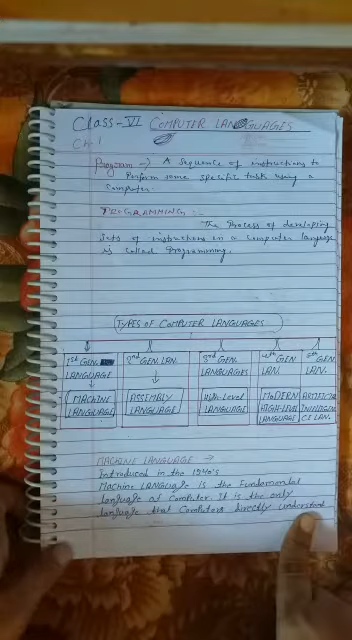 Class-VI COMPUTER LANGUAGES
Ch-1
Program -> A Sequence of instructions to
Perform some specific task using a
Computer.
PROGRAMMING:-
The Process of developing
Sets of instructions in a Computer language
is called Programming.
TYPES OF COMPUTER LANGUAGES
1st GEN. LANGUAGE
2nd GEN. LAN.
3rd GEN. LANGUAGES
4th GEN LAN.
5th GEN LAN.
MACHINE LANGUAGE
ASSEMBLY LANGUAGE
High-Level LANGUAGE
MODERN HIGH-LEVEL LANGUAGE
MACHINE LANGUAGE ->
Introduced in the 1940's
Machine LANGUAGE is the Fundamental
language of Computer. It is the only
language that Computers directly understand